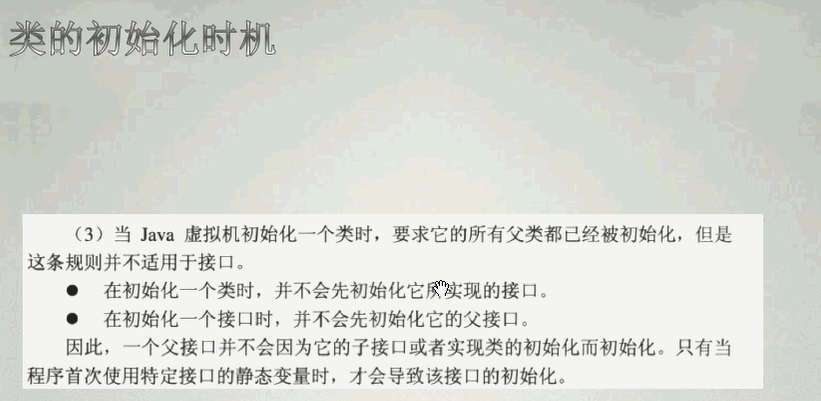 类的初始化时机
（3）当 Java 虚拟机初始化一个类时，要求它的所有父类都已经被初始化，但是
这条规则并不适用于接口。
● 在初始化一个类时，并不会先初始化它所实现的接口。
● 在初始化一个接口时，并不会先初始化它的父接口。
因此，一个父接口并不会因为它的子接口或者实现类的初始化而初始化。只有当
程序首次使用特定接口的静态变量时，才会导致该接口的初始化。